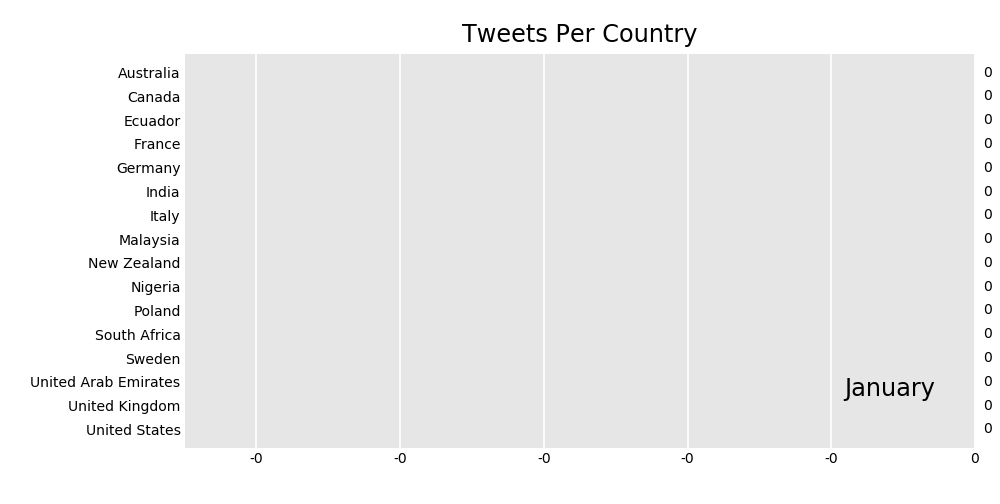 Tweets Per Country
Australia 0
Canada 0
Ecuador 0
France 0
Germany 0
India 0
Italy 0
Malaysia 0
New Zealand 0
Nigeria 0
Poland 0
South Africa 0
Sweden 0
United Arab Emirates 0
January
United Kingdom 0
United States 0
-0 -0 -0 -0 -0 0